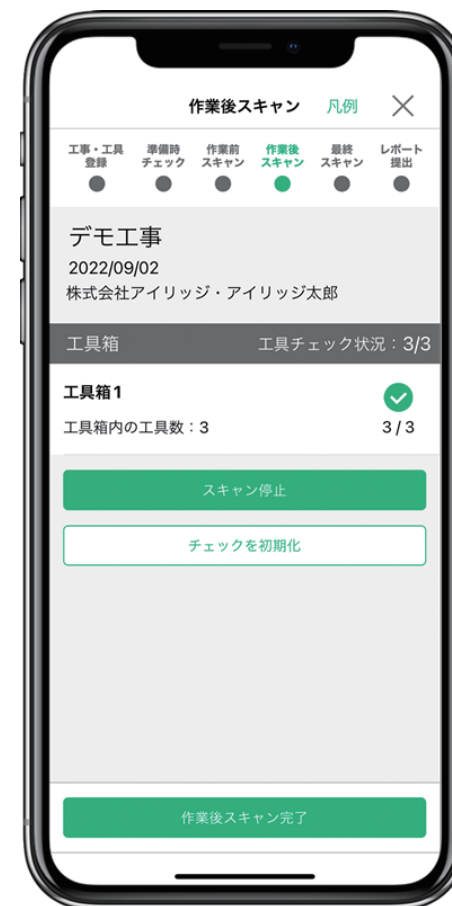 作業後スキャン 凡例
工事・工具
登録
準備時
チェック
作業前
スキャン
作業後
スキャン
最終
スキャン
レポート
提出
デモ工事
2022/09/02
株式会社アイリッジ・アイリッジ太郎
工具箱 工具チェック状況：3/3
工具箱1
工具箱内の工具数：3 3 / 3
スキャン停止
チェックを初期化
作業後スキャン完了